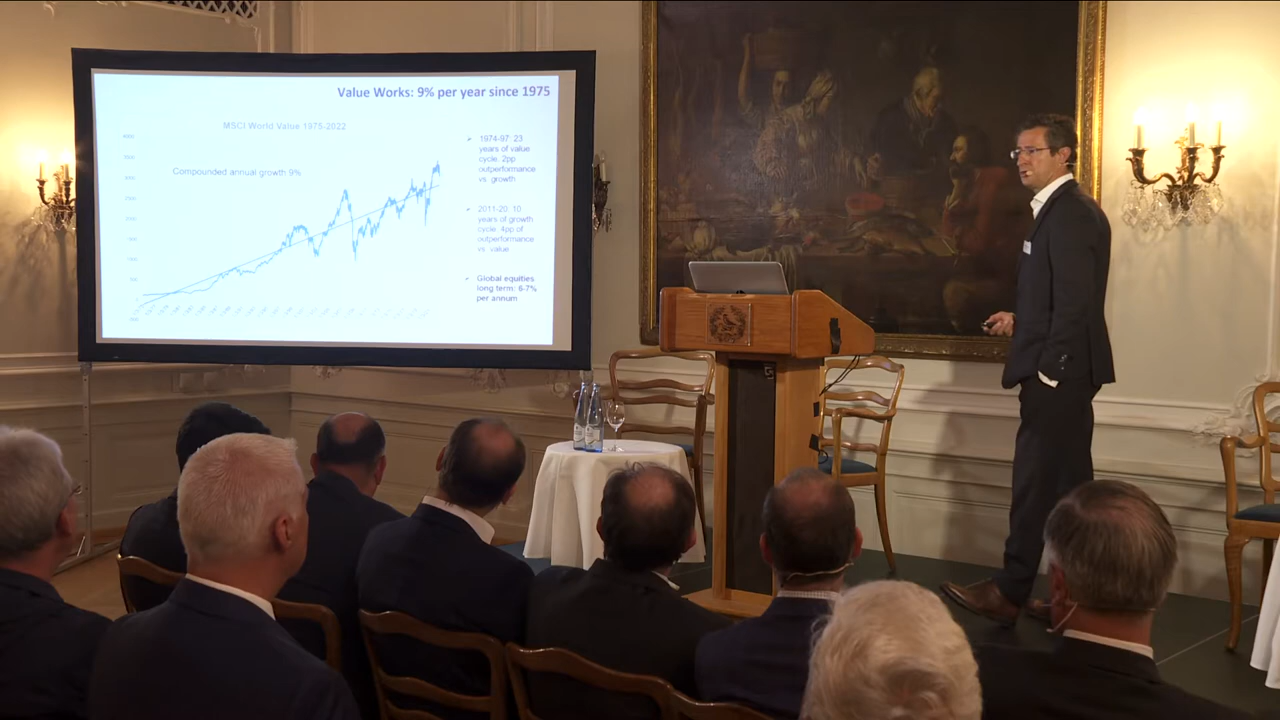 Value Works: 9% per year since 1975
MSCI World Value 1975-2022
Compounded annual growth 9%
1974-97: 23
years of value
cycle. 2pp
outperformance
vs. growth
2011-20: 10
years of growth
cycle. 4pp of
outperformance
vs. value
Global equities
long term: 6-7%
per annum